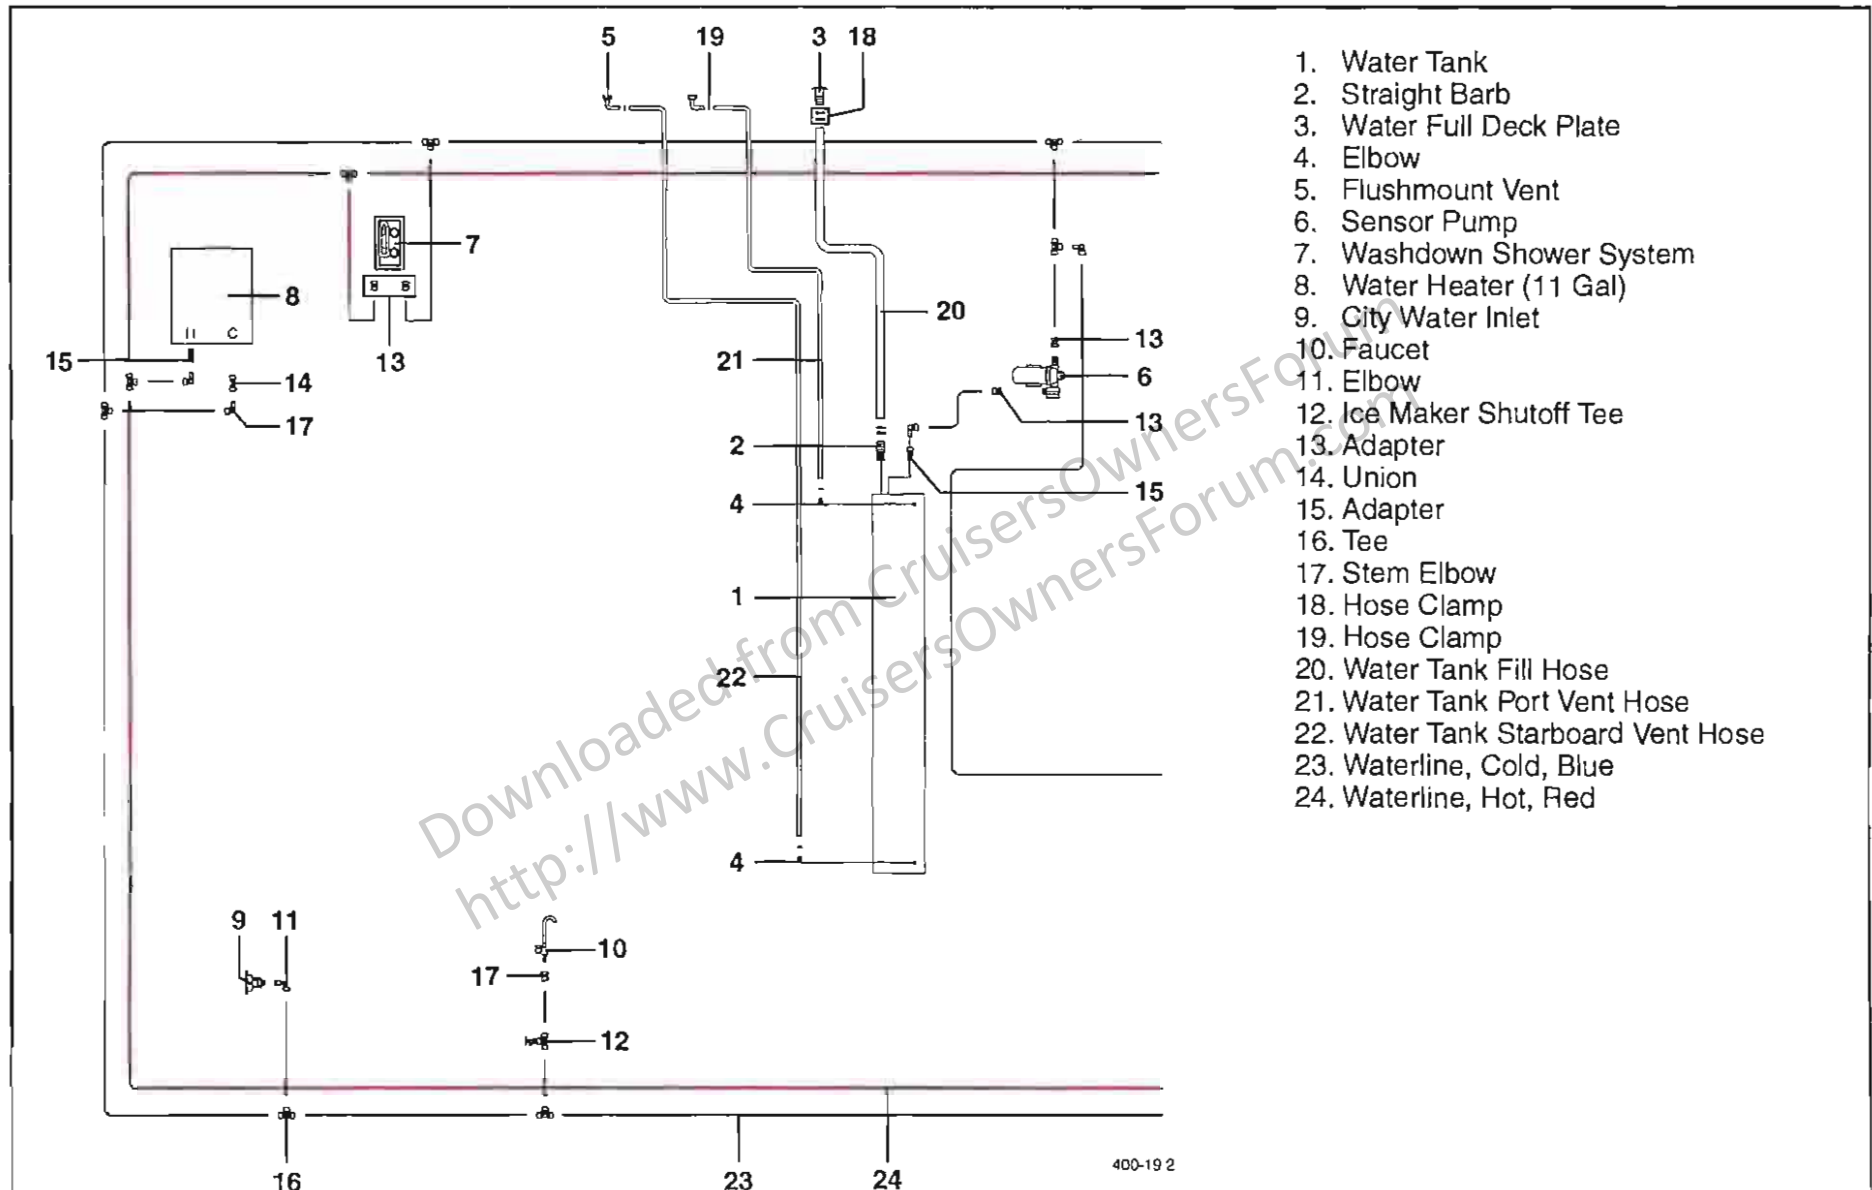 5 19 3 18
7
8
H C
15
13
14
17
20
21
13
6
13
2
15
4
1
22
4
9 11
10
17
12
16
23
24
400-19 2
1. Water Tank
2. Straight Barb
3. Water Full Deck Plate
4. Elbow
5. Flushmount Vent
6. Sensor Pump
7. Washdown Shower System
8. Water Heater (11 Gal)
9. City Water Inlet
10. Faucet
11. Elbow
12. Ice Maker Shutoff Tee
13. Adapter
14. Union
15. Adapter
16. Tee
17. Stem Elbow
18. Hose Clamp
19. Hose Clamp
20. Water Tank Fill Hose
21. Water Tank Port Vent Hose
22. Water Tank Starboard Vent Hose
23. Waterline, Cold, Blue
24. Waterline, Hot, Red
Downloaded from CruisersOwnersForum
http://www.CruisersOwnersForum.com